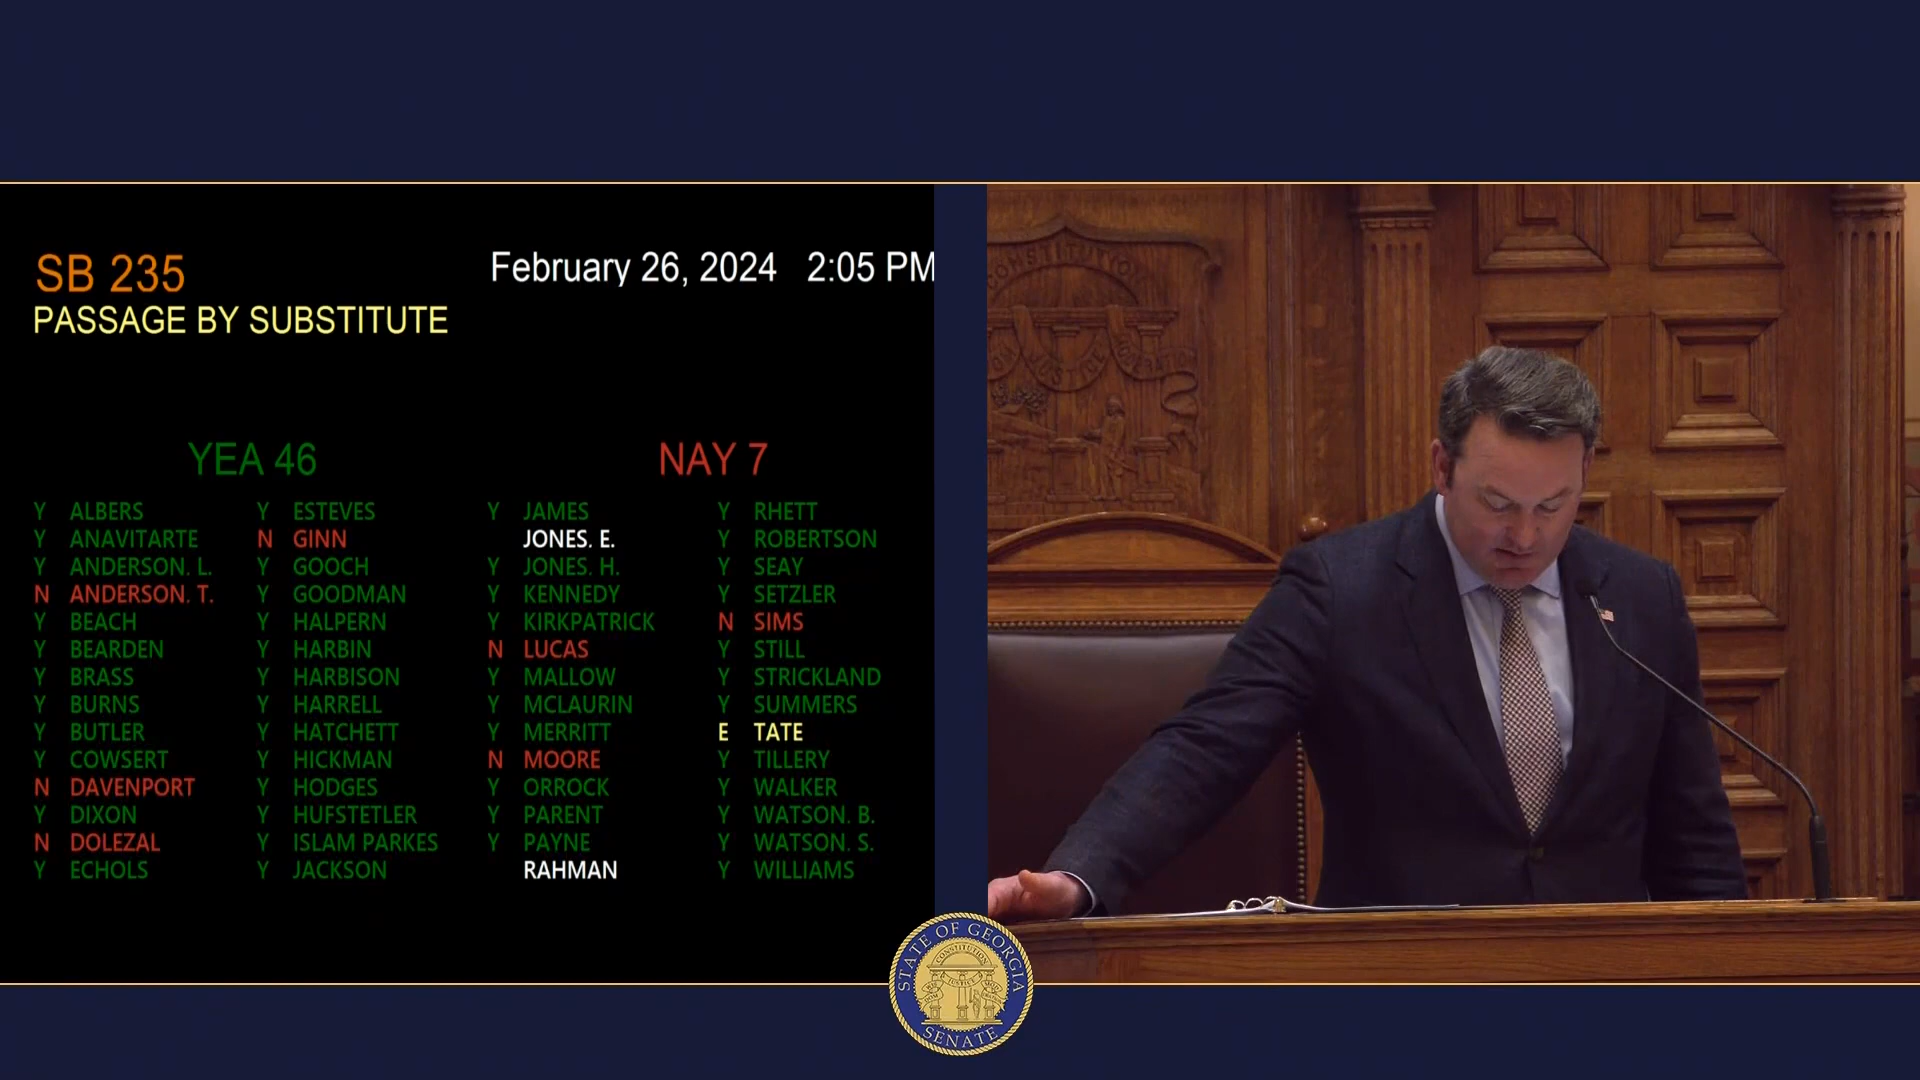 SB 235
February 26, 2024 2:05 PM
PASSAGE BY SUBSTITUTE
YEA 46
NAY 7
Y ALBERS
Y ANAVITARTE
Y ANDERSON. L.
N ANDERSON. T.
Y BEACH
Y BEARDEN
Y BRASS
Y BURNS
Y BUTLER
Y COWSERT
N DAVENPORT
Y DIXON
N DOLEZAL
Y ECHOLS
Y ESTEVES
N GINN
Y GOOCH
Y GOODMAN
Y HALPERN
Y HARBIN
Y HARBISON
Y HARRELL
Y HATCHETT
Y HICKMAN
Y HODGES
Y HUFSTETLER
Y ISLAM PARKES
Y JACKSON
Y JAMES
JONES. E.
Y JONES. H.
Y KENNEDY
Y KIRKPATRICK
N LUCAS
Y MALLOW
Y MCLAURIN
Y MERRITT
N MOORE
Y ORROCK
Y PARENT
Y PAYNE
RAHMAN
Y RHETT
Y ROBERTSON
Y SEAY
Y SETZLER
N SIMS
Y STILL
Y STRICKLAND
Y SUMMERS
E TATE
Y TILLERY
Y WALKER
Y WATSON. B.
Y WATSON. S.
Y WILLIAMS
CONSTITUTION
STATE OF GEORGIA
CONSTITUTION
SENATE